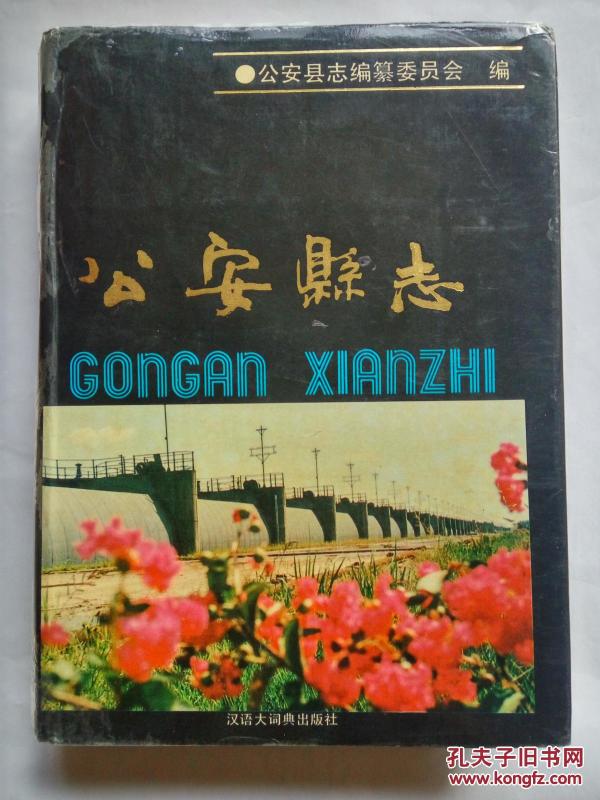 ●公安县志编纂委员会 编
公安縣志
GONGAN XIANZHI
汉语大词典出版社
孔夫子旧书网
www.kongfz.com